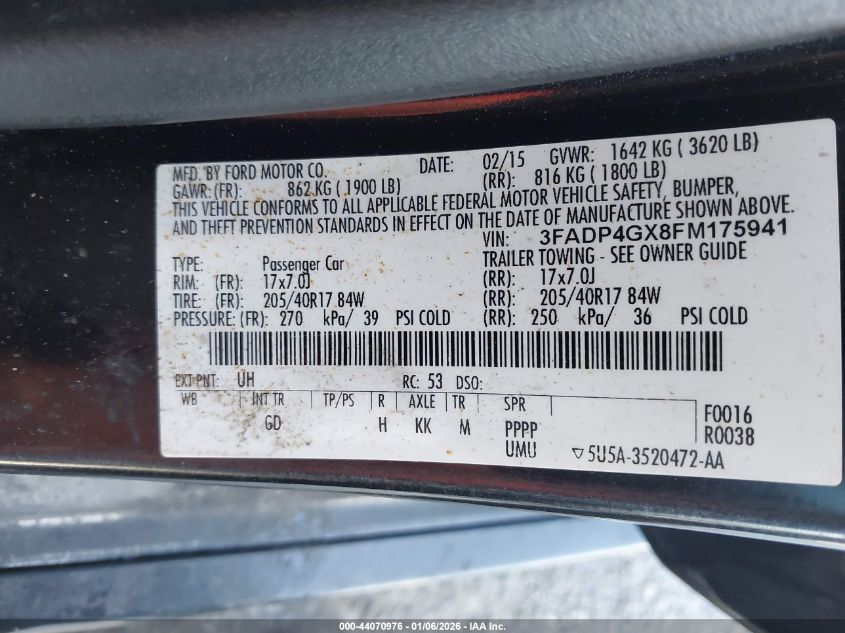 MFD. BY FORD MOTOR CO. DATE: 02/15 GVWR: 1642 KG ( 3620 LB)
GAWR: (FR): 862 KG ( 1900 LB) (RR): 816 KG ( 1800 LB)
THIS VEHICLE CONFORMS TO ALL APPLICABLE FEDERAL MOTOR VEHICLE SAFETY, BUMPER,
AND THEFT PREVENTION STANDARDS IN EFFECT ON THE DATE OF MANUFACTURE SHOWN ABOVE.
VIN: 3FADP4GX8FM175941
TYPE: Passenger Car TRAILER TOWING - SEE OWNER GUIDE
RIM: (FR): 17x7.0J (RR): 17x7.0J
TIRE: (FR): 205/40R17 84W (RR): 205/40R17 84W
PRESSURE: (FR): 270 kPa/ 39 PSI COLD (RR): 250 kPa/ 36 PSI COLD
EXT PNT: UH RC: 53 DSO:
WB INT TR TP/PS R AXLE TR SPR F0016
GD H KK M PPPP R0038
UMU ▽5U5A-3520472-AA
000-44070976 - 01/06/2026 - IAA Inc.